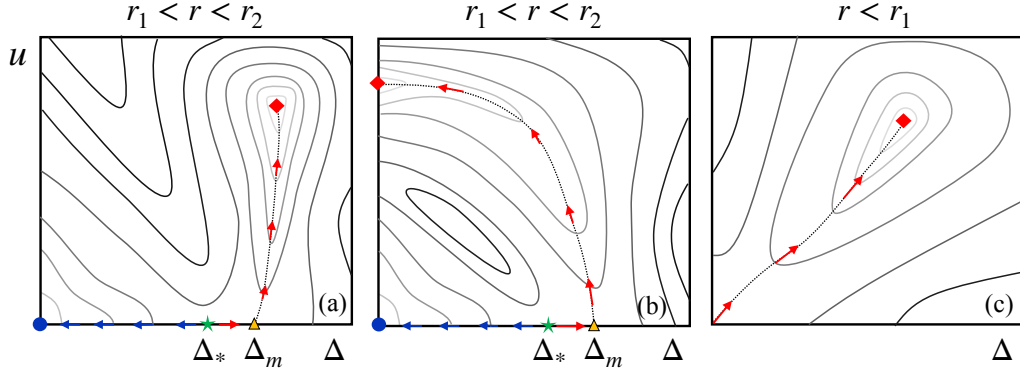 r₁ < r < r₂
r₁ < r < r₂
r < r₁
u
(a)
(b)
(c)
Δ* Δₘ Δ
Δ* Δₘ Δ
Δ